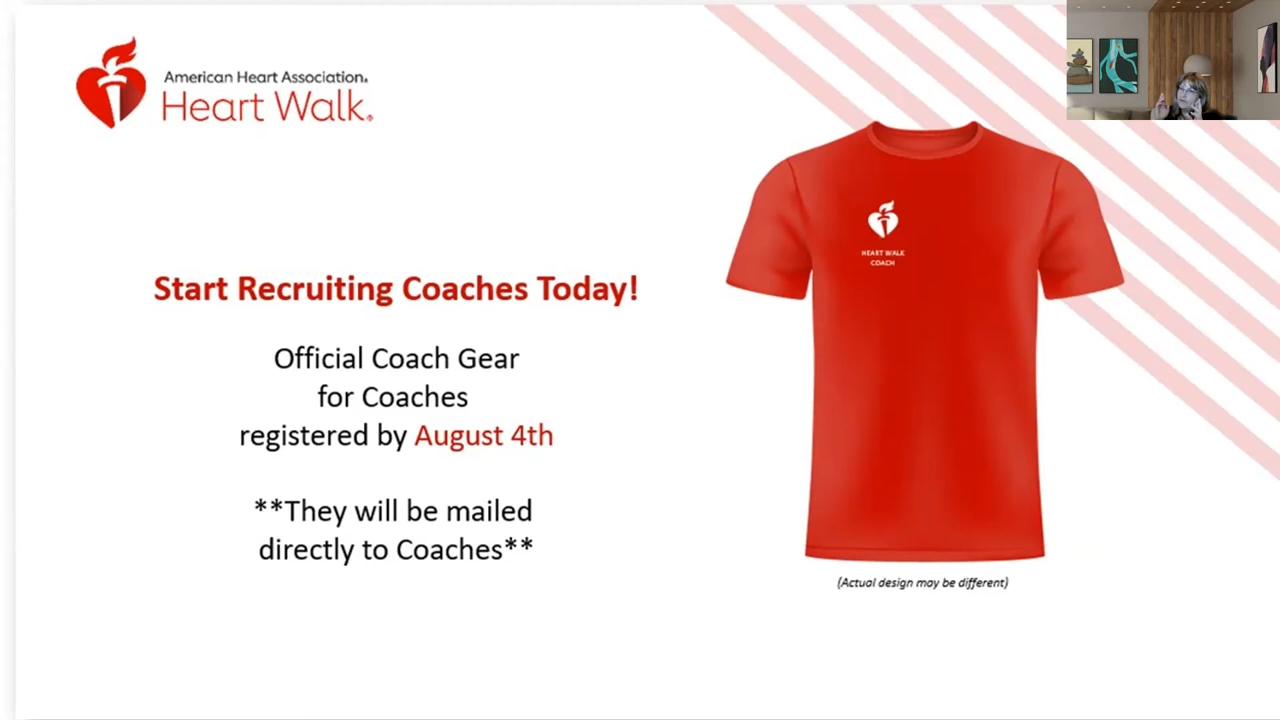 American Heart Association®
Heart Walk®
Start Recruiting Coaches Today!
Official Coach Gear
for Coaches
registered by August 4th
**They will be mailed
directly to Coaches**
HEART WALK
COACH
(Actual design may be different)